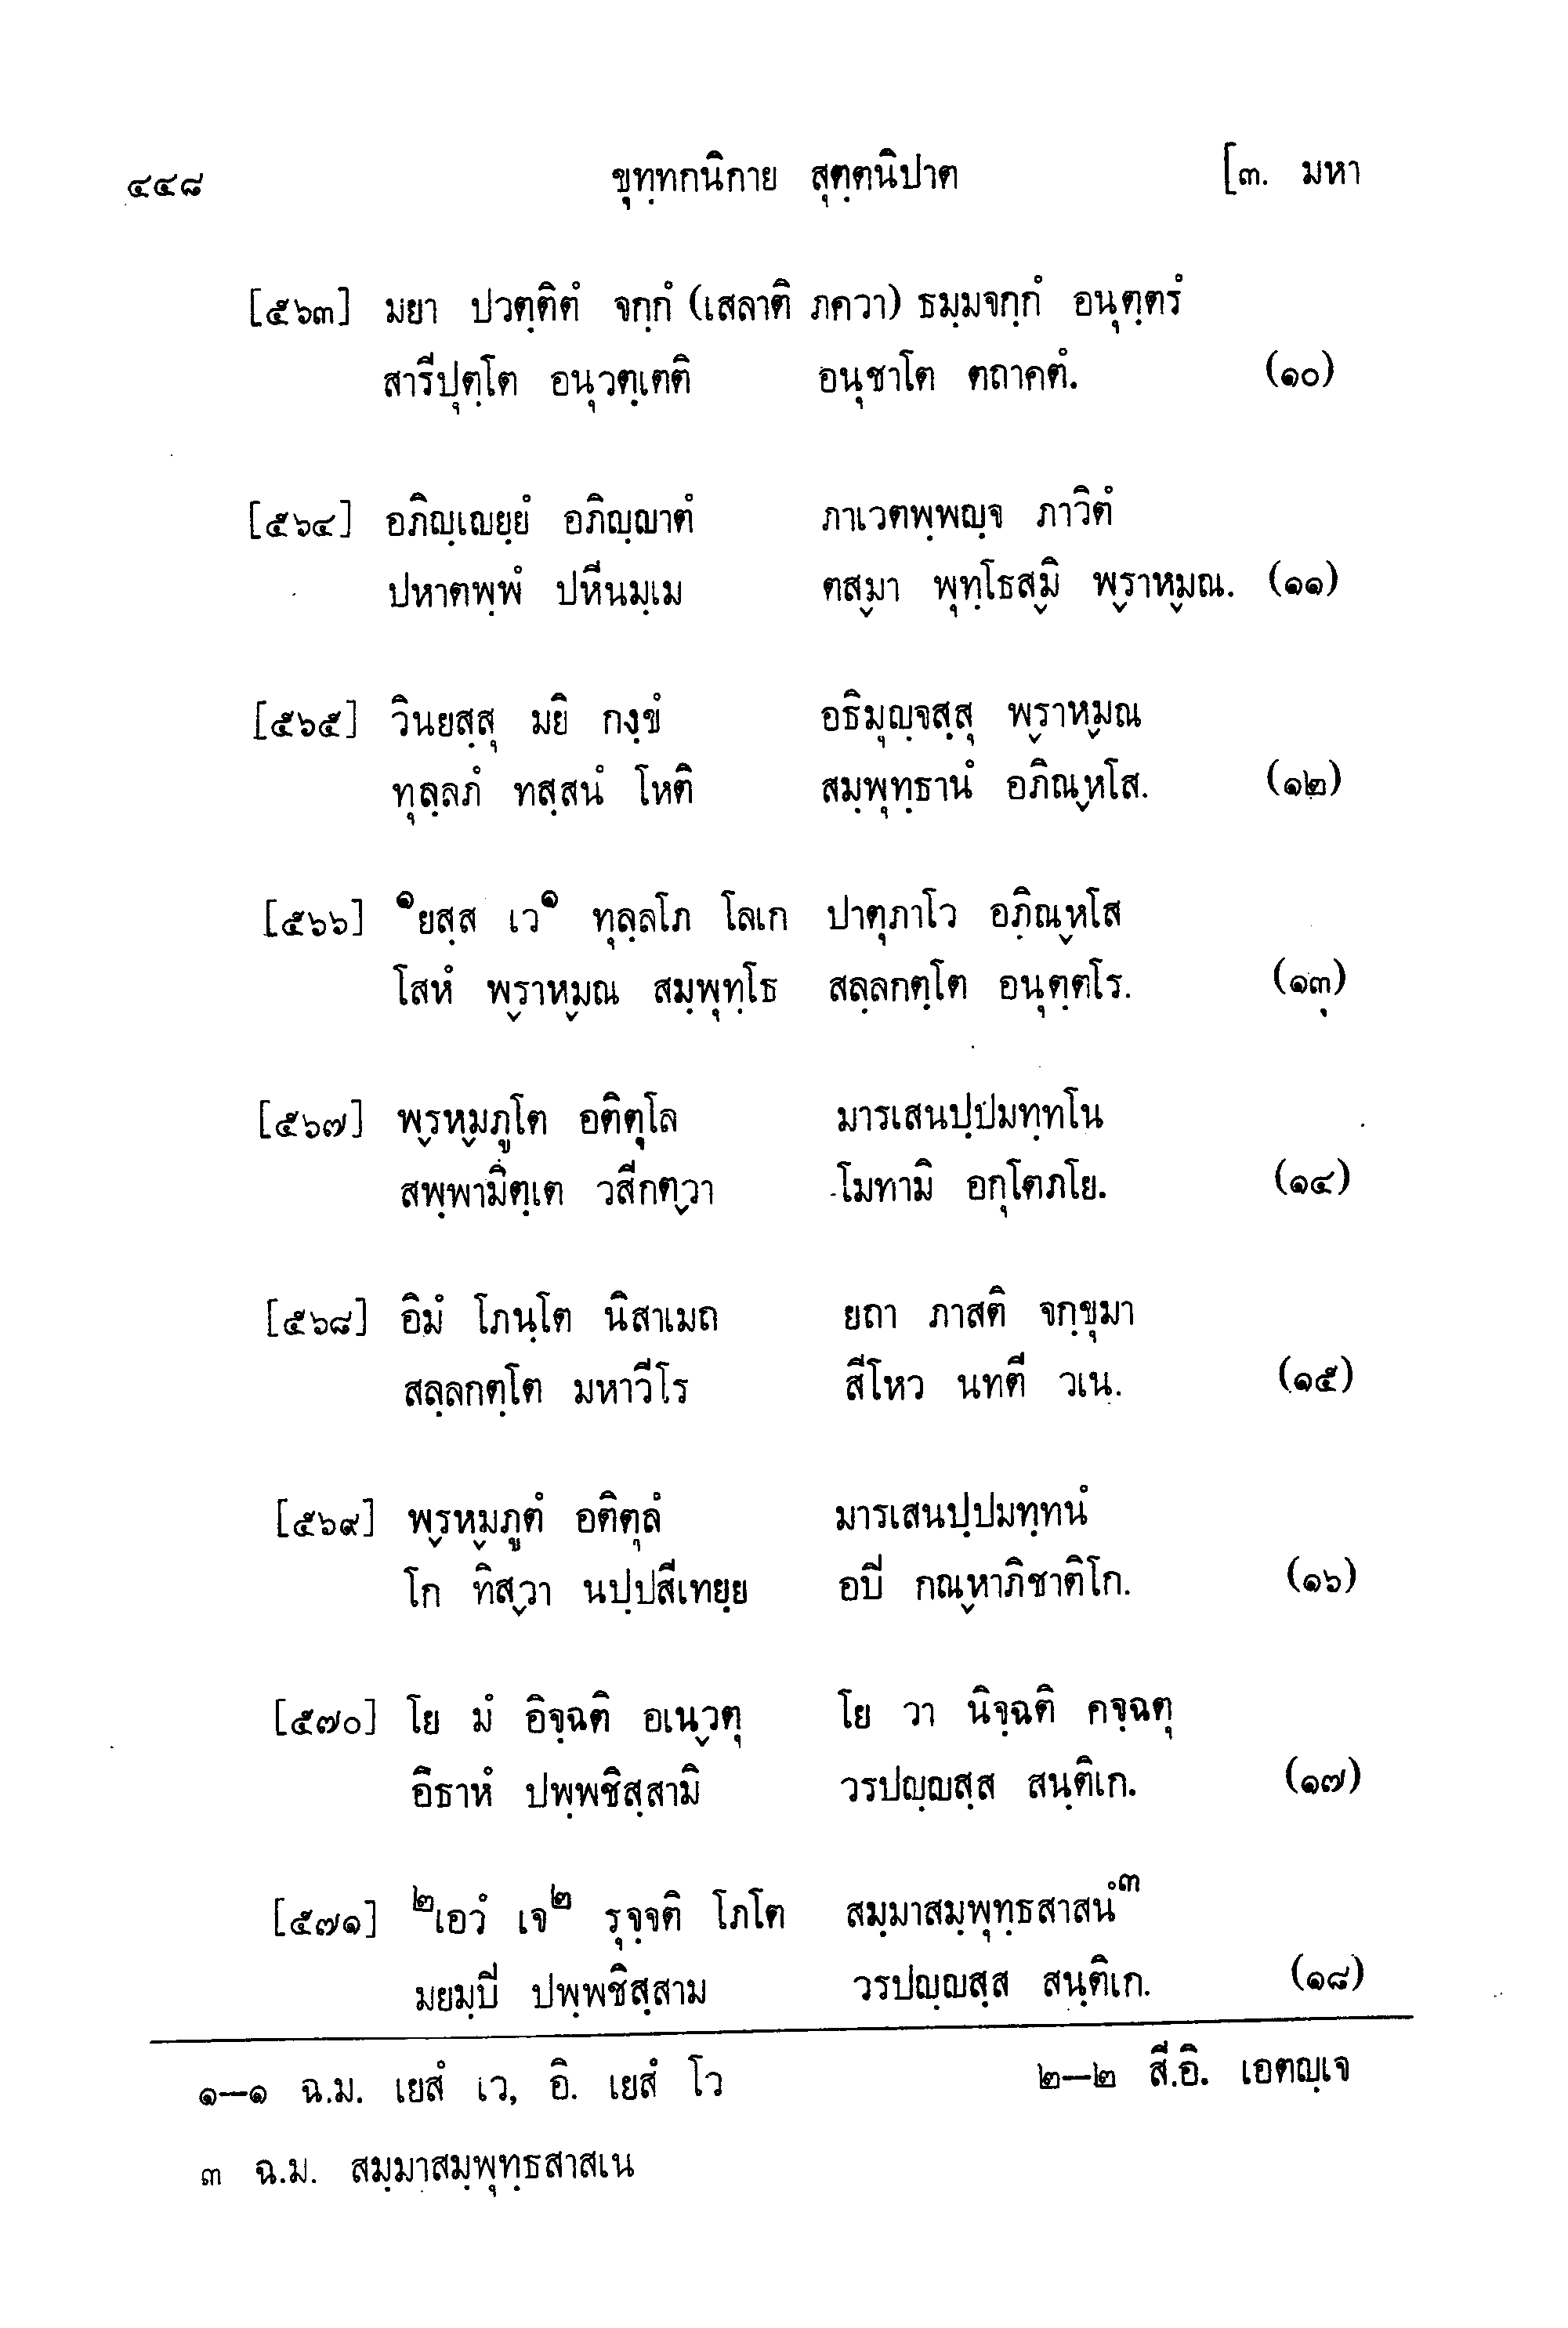 ๔๔๘ ขุทฺทกนิกาย สุตฺตนิปาต [๓. มหา
[๕๖๓] มยา ปวตฺติตํ จกฺกํ (เสลาติ ภควา) ธมฺมจกฺกํ อนุตฺตรํ
สารีปุตฺโต อนุวตฺเตติ อนุชาโต ตถาคตํ. (๑๐)
[๕๖๔] อภิญฺเญยฺยํ อภิญฺญาตํ ภาเวตพฺพญฺจ ภาวิตํ
ปหาตพฺพํ ปหีนมฺเม ตสฺมา พุทฺโธสฺมิ พฺราหฺมณ. (๑๑)
[๕๖๕] วินยสฺสุ มยิ กงฺขํ อธิมุญฺจสฺสุ พฺราหฺมณ
ทุลฺลภํ ทสฺสนํ โหติ สมฺพุทฺธานํ อภิณฺหโส. (๑๒)
[๕๖๖] ๑ยสฺส เว๑ ทุลฺลโภ โลเก ปาตุภาโว อภิณฺหโส
โสหํ พฺราหฺมณ สมฺพุทฺโธ สลฺลกตฺโต อนุตฺตโร. (๑๓)
[๕๖๗] พฺรหฺมภูโต อติตุโล มารเสนปฺปมทฺทโน
สพฺพามิตฺเต วสีกตฺวา โมทามิ อกุโตภโย. (๑๔)
[๕๖๘] อิมํ โภนฺโต นิสาเมถ ยถา ภาสติ จกฺขุมา
สลฺลกตฺโต มหาวีโร สีโหว นทตี วเน. (๑๕)
[๕๖๙] พฺรหฺมภูตํ อติตุลํ มารเสนปฺปมทฺทนํ
โก ทิสฺวา นปฺปสีเทยฺย อปิ กณฺหาภิชาติโก. (๑๖)
[๕๗๐] โย มํ อิจฺฉติ อเนฺวตุ โย วา นิจฺฉติ คจฺฉตุ
อิธาหํ ปพฺพชิสฺสามิ วรปญฺญสฺส สนฺติเก. (๑๗)
[๕๗๑] ๒เอวํ เจ๒ รุจฺจติ โภโต สมฺมาสมฺพุทฺธสาสนํ๓
มยมฺปิ ปพฺพชิสฺสาม วรปญฺญสฺส สนฺติเก. (๑๘)
๑–๑ ฉ.ม. เยสํ เว, อิ. เยสํ โว ๒–๒ สี.อิ. เอตญฺเจ
๓ ฉ.ม. สมฺมาสมฺพุทฺธสาสเน